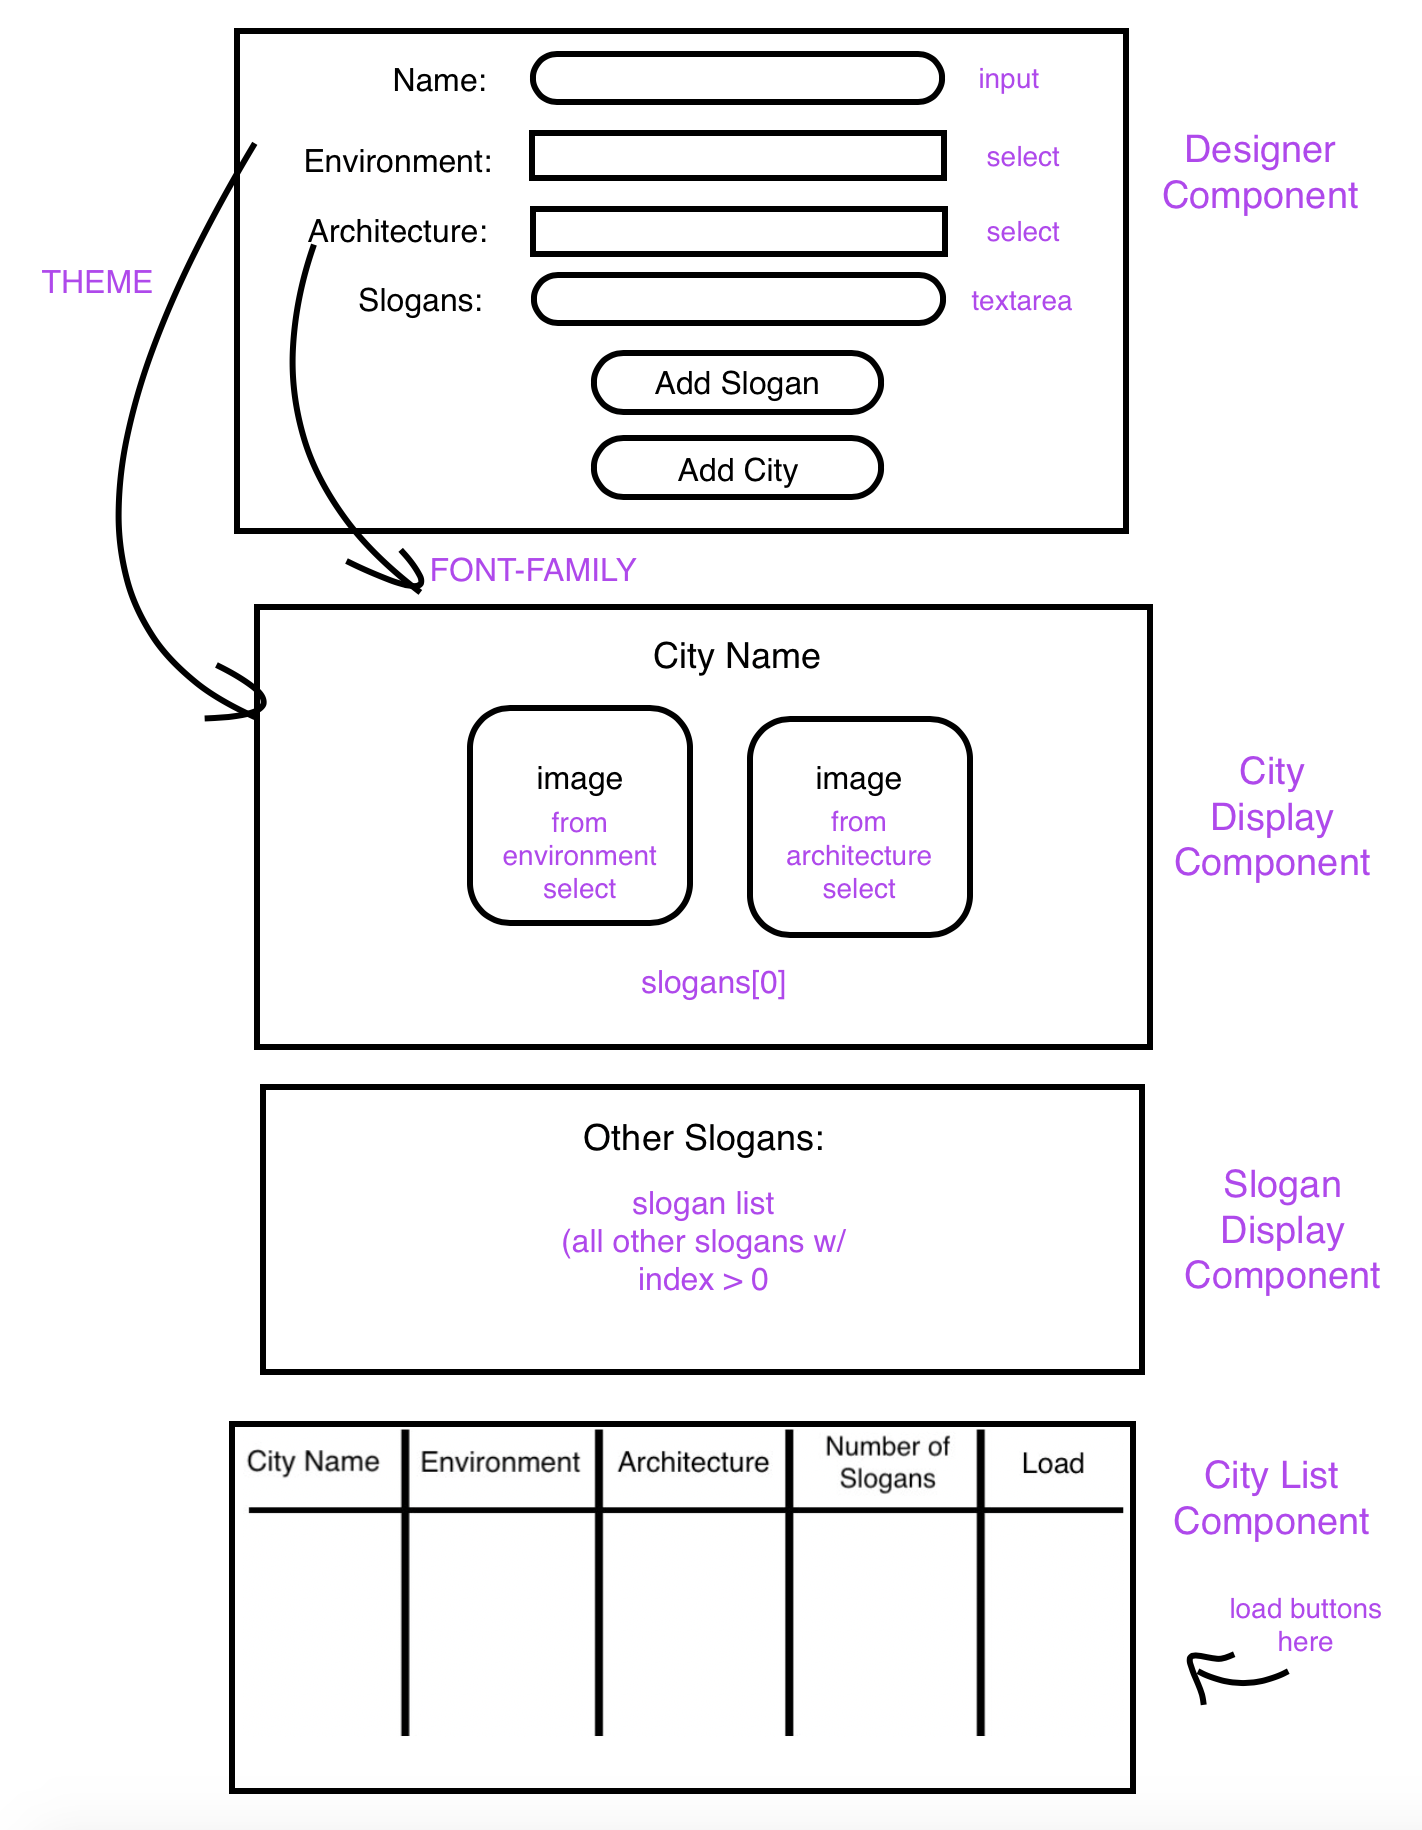 Name:
input
Environment:
select
Designer
Component
Architecture:
select
THEME
Slogans:
textarea
Add Slogan
Add City
FONT-FAMILY
City Name
image
from
environment
select
image
from
architecture
select
City
Display
Component
slogans[0]
Other Slogans:
slogan list
(all other slogans w/
index > 0
Slogan
Display
Component
City Name
Environment
Architecture
Number of
Slogans
Load
City List
Component
load buttons
here